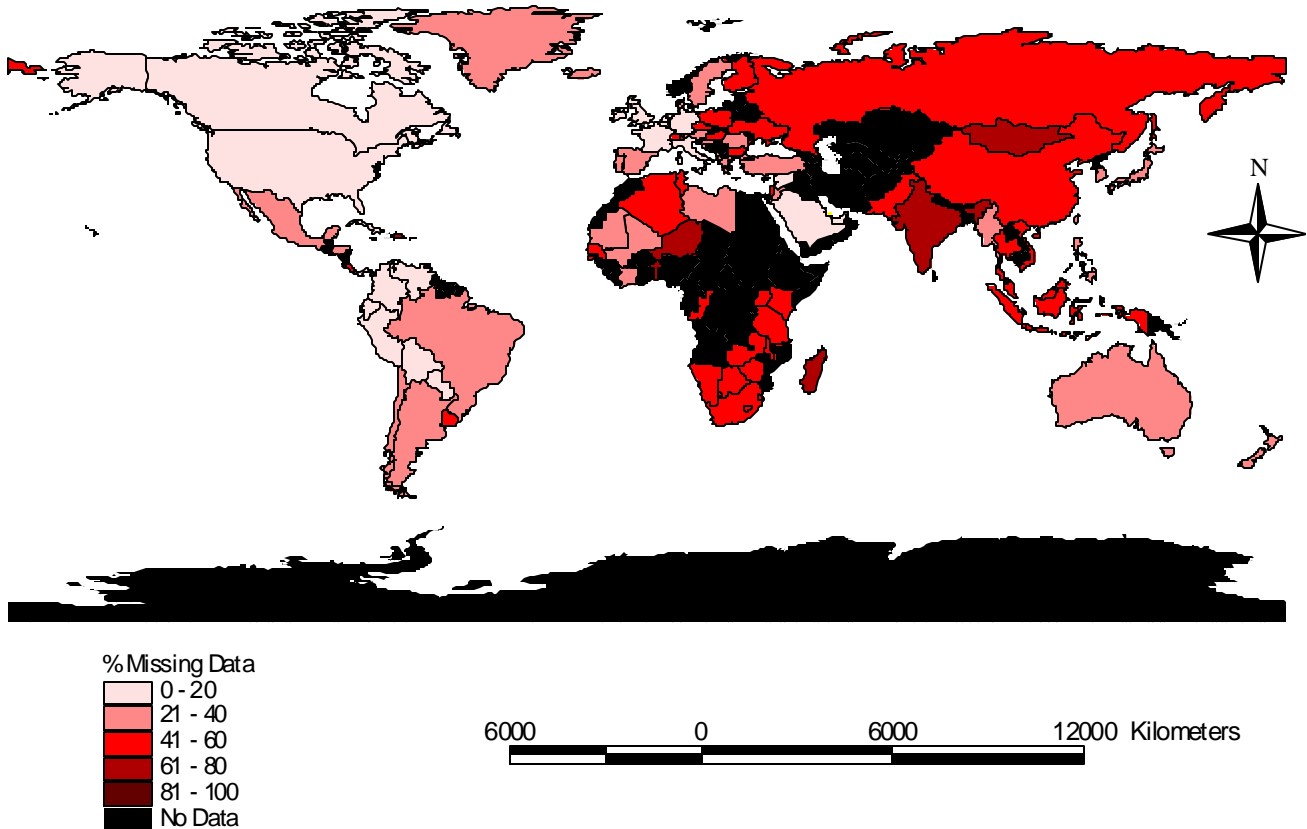 N
% Missing Data
0 - 20
21 - 40
41 - 60
61 - 80
81 - 100
No Data
6000 0 6000 12000 Kilometers